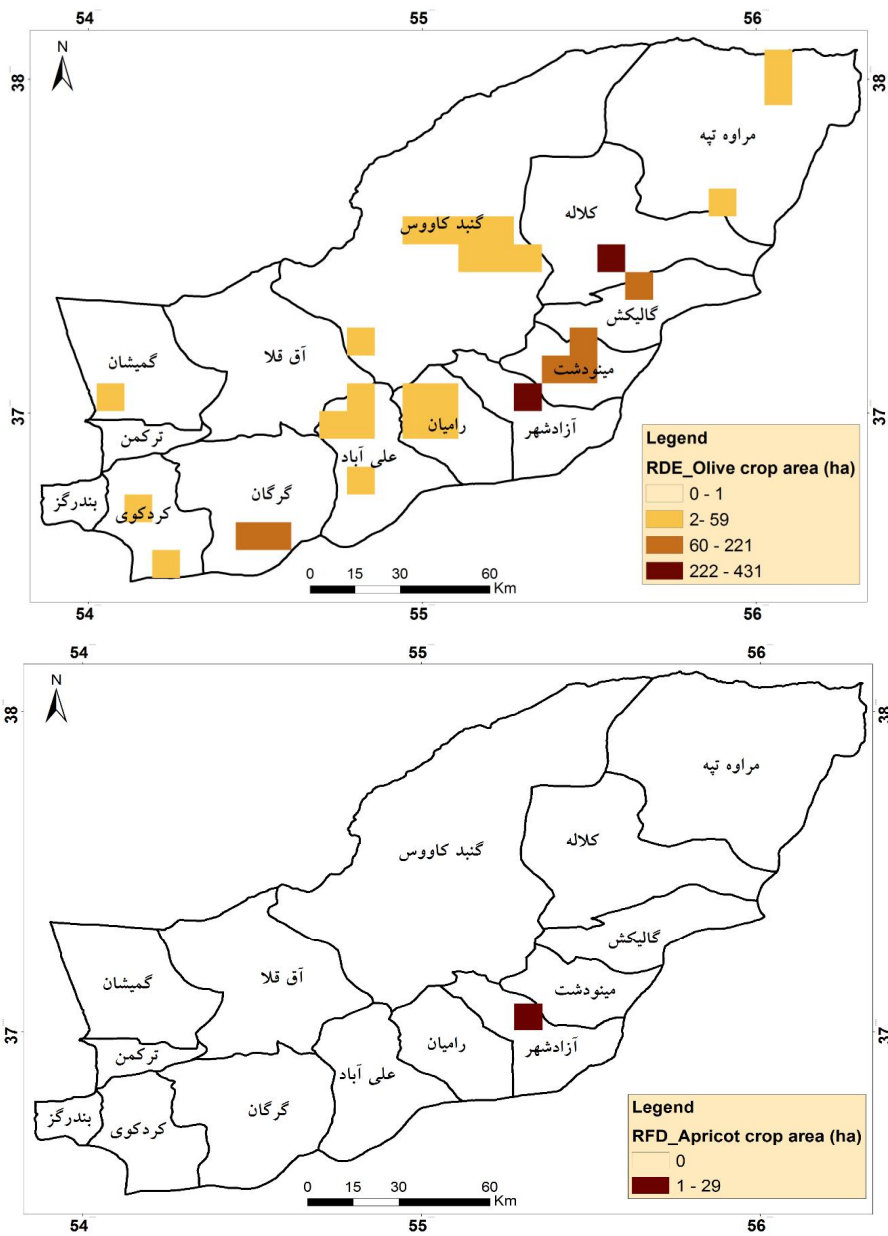 54 55 56
N
38 38
مراوه تپه
کلاله
گنبد کاووس
گالیکش
آق قلا
گمیشان
مینودشت
37 37
رامیان
آزادشهر
ترکمن
علی آباد
گرگان
بندرگز
کردکوی
Legend
RDE_Olive crop area (ha)
0 - 1
2- 59
60 - 221
222 - 431
0 15 30 60
Km
54 55 56
54 55 56
N
38 38
مراوه تپه
کلاله
گنبد کاووس
گالیکش
آق قلا
گمیشان
مینودشت
37 37
رامیان
آزادشهر
ترکمن
علی آباد
گرگان
بندرگز
کردکوی
Legend
RFD_Apricot crop area (ha)
0
1 - 29
0 15 30 60
Km
54 55 56